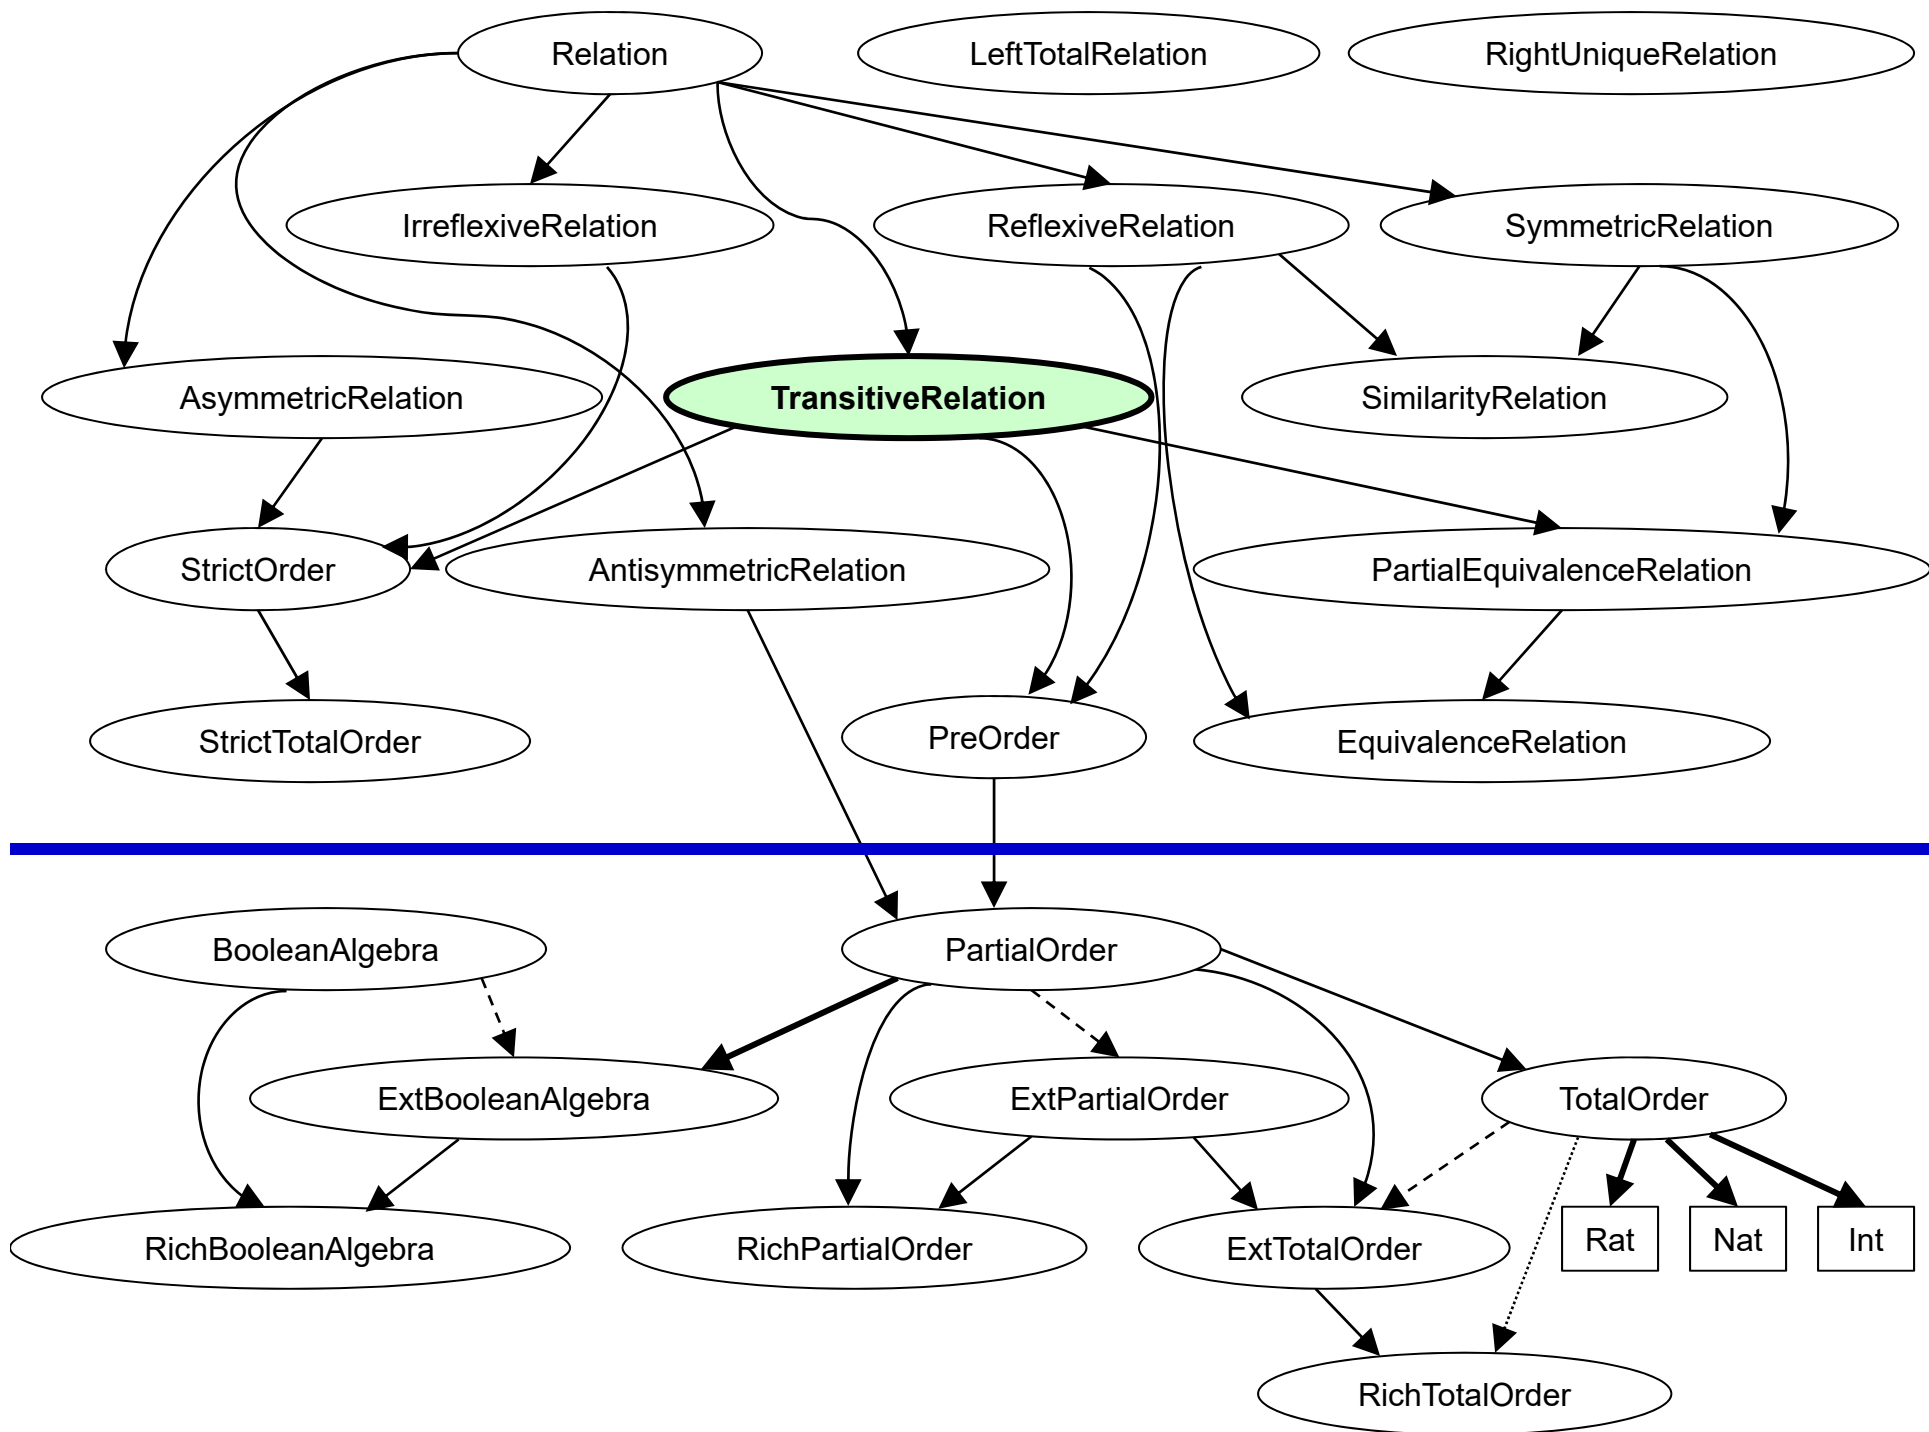 Relation
LeftTotalRelation
RightUniqueRelation
IrreflexiveRelation
ReflexiveRelation
SymmetricRelation
AsymmetricRelation
TransitiveRelation
SimilarityRelation
StrictOrder
AntisymmetricRelation
PartialEquivalenceRelation
StrictTotalOrder
PreOrder
EquivalenceRelation
BooleanAlgebra
PartialOrder
ExtBooleanAlgebra
ExtPartialOrder
TotalOrder
RichBooleanAlgebra
RichPartialOrder
ExtTotalOrder
Rat
Nat
Int
RichTotalOrder